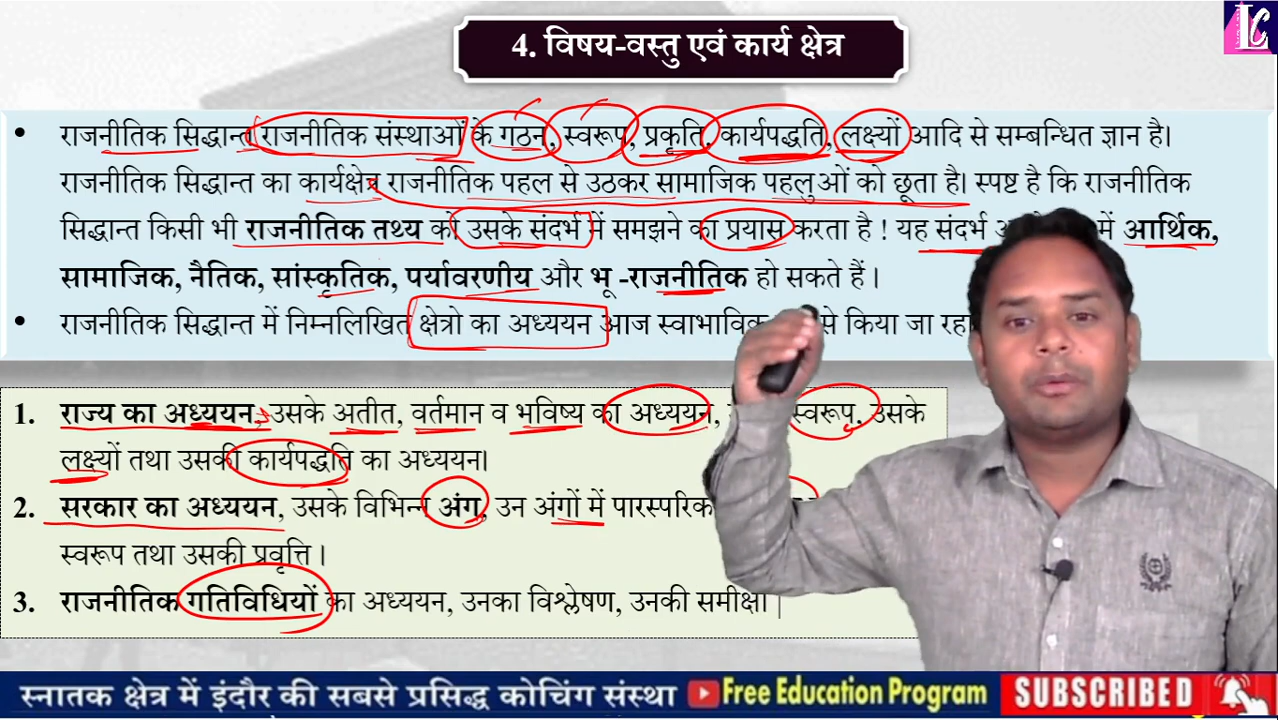 LC
4. विषय-वस्तु एवं कार्य क्षेत्र
• राजनीतिक सिद्धान्त राजनीतिक संस्थाओं के गठन, स्वरूप, प्रकृति, कार्यपद्धति, लक्ष्यों आदि से सम्बन्धित ज्ञान है।
राजनीतिक सिद्धान्त का कार्यक्षेत्र राजनीतिक पहल से उठकर सामाजिक पहलुओं को छूता है। स्पष्ट है कि राजनीतिक
सिद्धान्त किसी भी राजनीतिक तथ्य को उसके संदर्भ में समझने का प्रयास करता है ! यह संदर्भ में आर्थिक,
सामाजिक, नैतिक, सांस्कृतिक, पर्यावरणीय और भू -राजनीतिक हो सकते हैं ।
• राजनीतिक सिद्धान्त में निम्नलिखित क्षेत्रो का अध्ययन आज स्वाभाविक से किया जा रहा
1. राज्य का अध्ययन, उसके अतीत, वर्तमान व भविष्य का अध्ययन, स्वरूप, उसके
लक्ष्यों तथा उसकी कार्यपद्धति का अध्ययन।
2. सरकार का अध्ययन, उसके विभिन्न अंग, उन अंगों में पारस्परिक
स्वरूप तथा उसकी प्रवृत्ति ।
3. राजनीतिक गतिविधियों का अध्ययन, उनका विश्लेषण, उनकी समीक्षा |
स्नातक क्षेत्र में इंदौर की सबसे प्रसिद्ध कोचिंग संस्था Free Education Program SUBSCRIBED